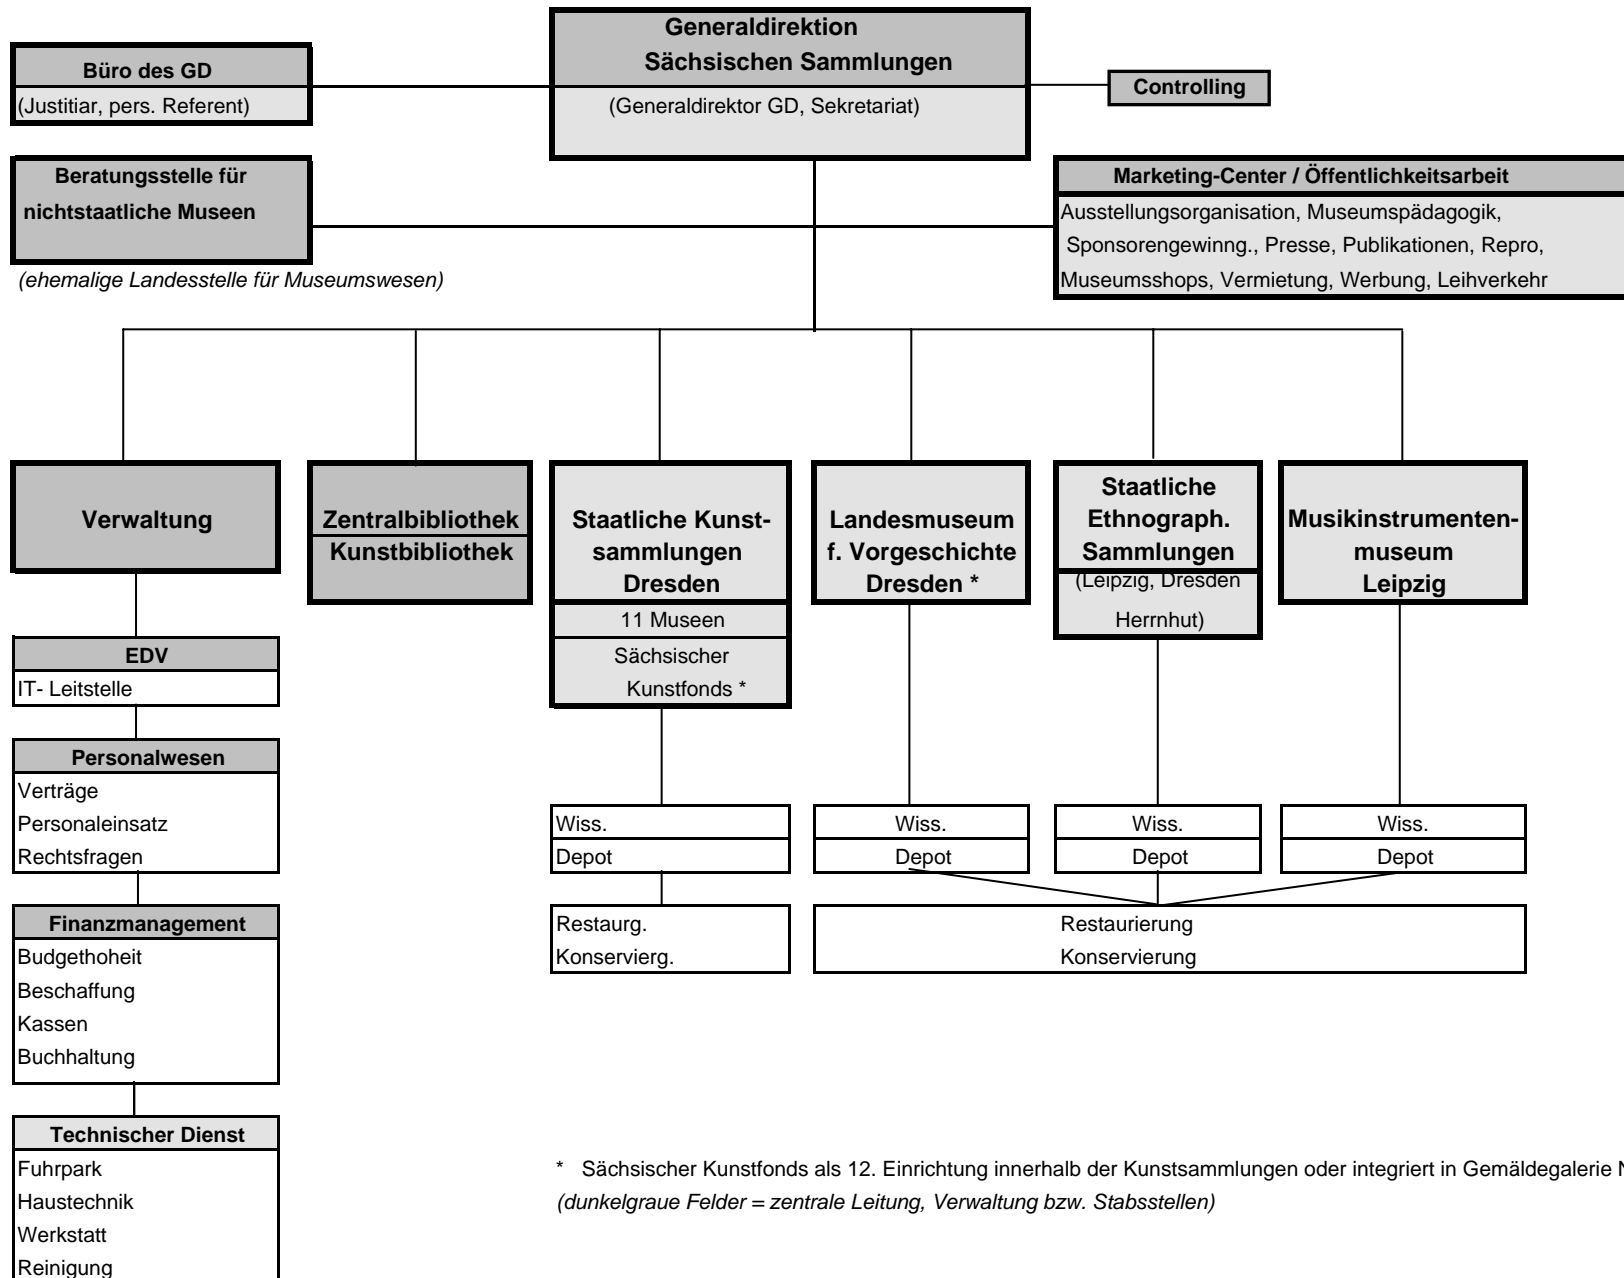 Generaldirektion
Sächsischen Sammlungen
(Generaldirektor GD, Sekretariat)
Büro des GD
(Justitiar, pers. Referent)
Controlling
Beratungsstelle für
nichtstaatliche Museen
(ehemalige Landesstelle für Museumswesen)
Marketing-Center / Öffentlichkeitsarbeit
Ausstellungsorganisation, Museumspädagogik,
Sponsorengewinng., Presse, Publikationen, Repro,
Museumsshops, Vermietung, Werbung, Leihverkehr
Verwaltung
Zentralbibliothek
Kunstbibliothek
Staatliche Kunst-
sammlungen
Dresden
11 Museen
Sächsischer
Kunstfonds *
Landesmuseum
f. Vorgeschichte
Dresden *
Staatliche
Ethnograph.
Sammlungen
(Leipzig, Dresden
Herrnhut)
Musikinstrumenten-
museum
Leipzig
EDV
IT- Leitstelle
Personalwesen
Verträge
Personaleinsatz
Rechtsfragen
Finanzmanagement
Budgethoheit
Beschaffung
Kassen
Buchhaltung
Technischer Dienst
Fuhrpark
Haustechnik
Werkstatt
Reinigung
Wiss.
Depot
Wiss.
Depot
Wiss.
Depot
Wiss.
Depot
Restaurg.
Konservierg.
Restaurierung
Konservierung
* Sächsischer Kunstfonds als 12. Einrichtung innerhalb der Kunstsammlungen oder integriert in Gemäldegalerie
(dunkelgraue Felder = zentrale Leitung, Verwaltung bzw. Stabsstellen)